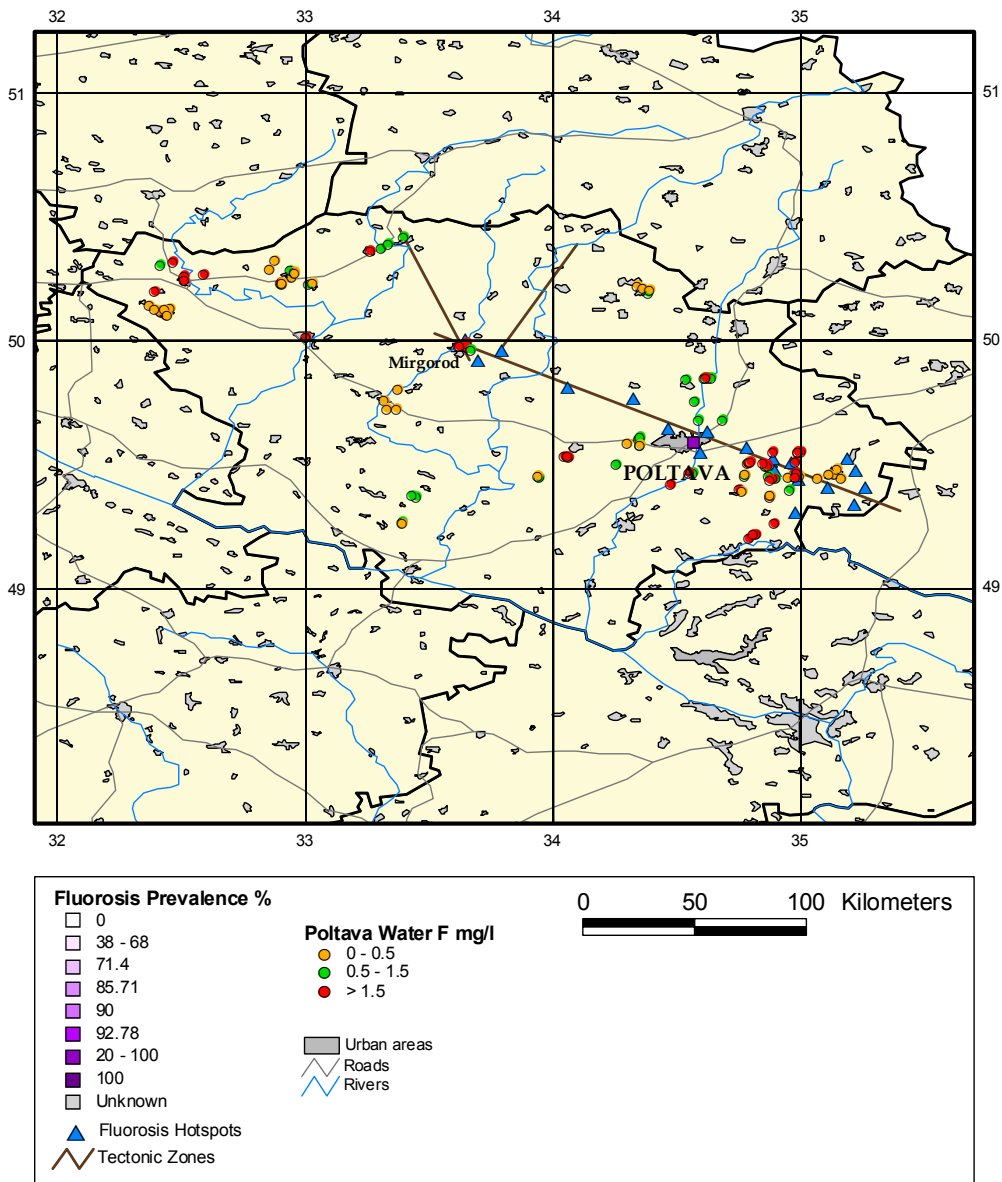 32 33 34 35
51 51
50 50
Mirgorod
POLTAVA
49 49
32 33 34 35
Fluorosis Prevalence %
0
38 - 68
71.4
85.71
90
92.78
20 - 100
100
Unknown
Fluorosis Hotspots
Tectonic Zones
Poltava Water F mg/l
0 - 0.5
0.5 - 1.5
> 1.5
Urban areas
Roads
Rivers
0 50 100 Kilometers